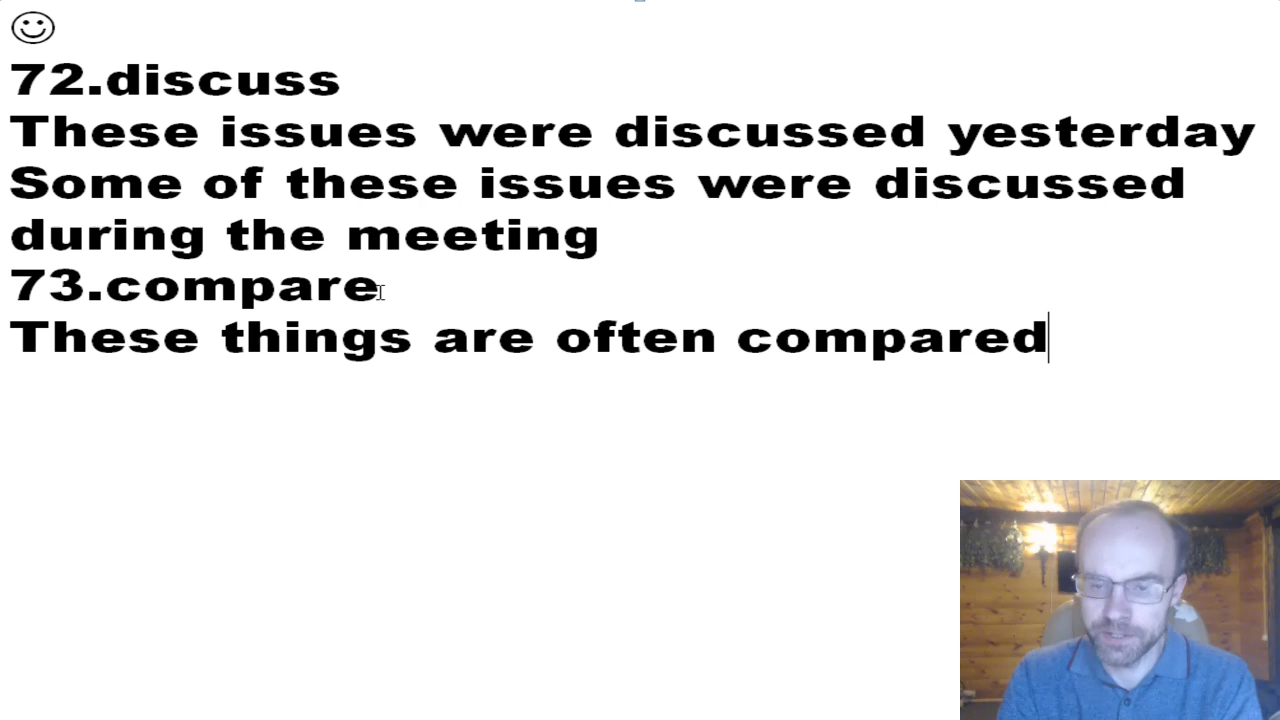 72.discuss
These issues were discussed yesterday
Some of these issues were discussed
during the meeting
73.compare
These things are often compared